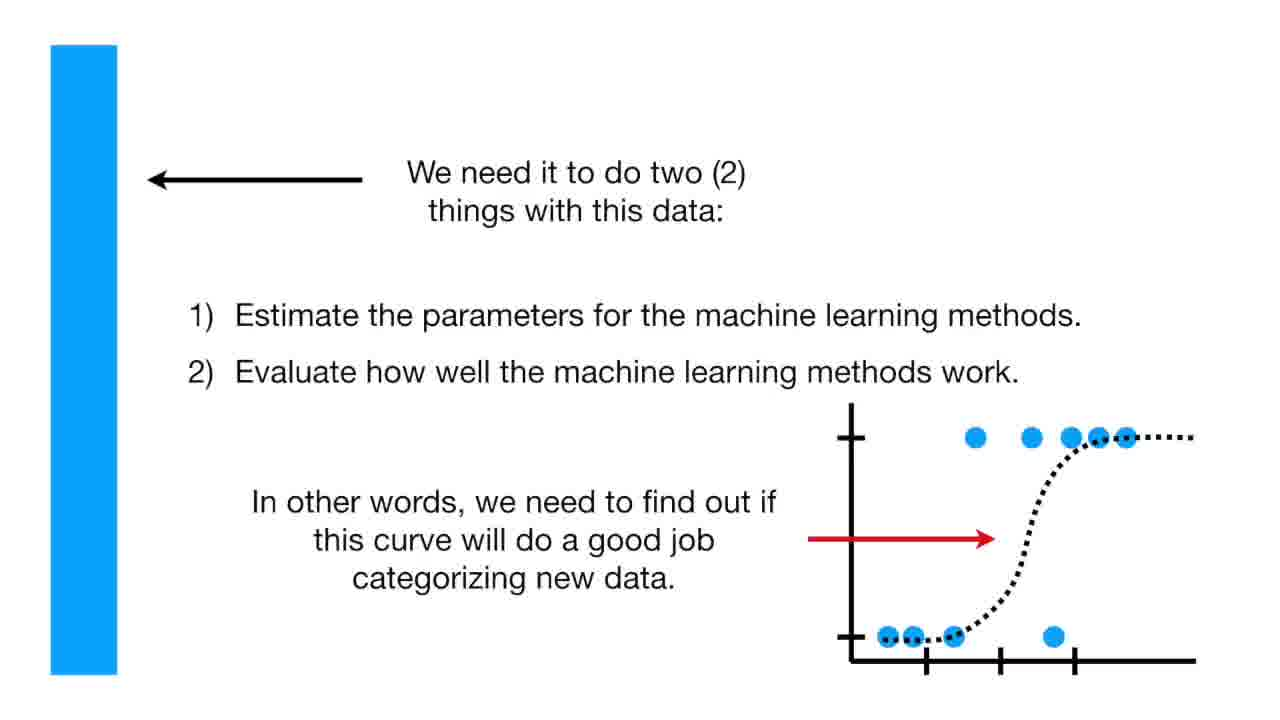 We need it to do two (2)
things with this data:
1) Estimate the parameters for the machine learning methods.
2) Evaluate how well the machine learning methods work.
In other words, we need to find out if
this curve will do a good job
categorizing new data.